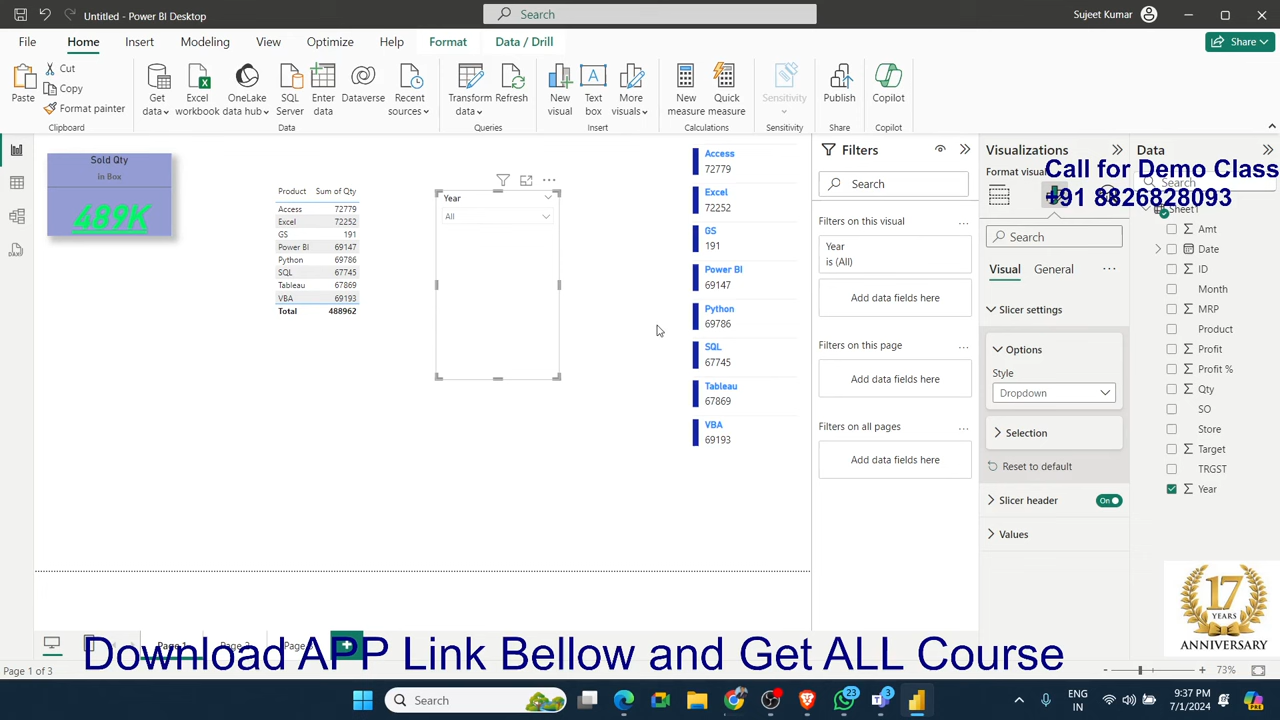 Untitled - Power BI Desktop
Search
Sujeet Kumar
File
Home
Insert
Modeling
View
Optimize
Help
Format
Data / Drill
Share
Paste
Cut
Copy
Format painter
Clipboard
Get data
Excel workbook
OneLake data hub
SQL Server
Enter data
Dataverse
Recent sources
Data
Transform data
Refresh
Queries
New visual
Text box
More visuals
Insert
New measure
Quick measure
Calculations
Sensitivity
Sensitivity
Publish
Share
Copilot
Copilot
Sold Qty
in Box
489K
Product Sum of Qty
Access 72779
Excel 72252
GS 191
Power BI 69147
Python 69786
SQL 67745
Tableau 67869
VBA 69193
Total 488962
Year
All
Access
72779
Excel
72252
GS
191
Power BI
69147
Python
69786
SQL
67745
Tableau
67869
VBA
69193
Filters
Search
Filters on this visual
Year
is (All)
Add data fields here
Filters on this page
Add data fields here
Filters on all pages
Add data fields here
Visualizations
Format visual
Search
Visual
General
Slicer settings
Options
Style
Dropdown
Selection
Reset to default
Slicer header
On
Values
Data
Call for Demo Class
+91 8826828093
Search
Sheet1
Amt
Date
ID
Month
MRP
Product
Profit
Profit %
Qty
SO
Store
Target
TRGST
Year
17
YEARS
ANNIVERSARY
Page 1
Download APP Link Bellow and Get ALL Course
Page 1 of 3
73%
Search
23
3
ENG
IN
9:37 PM
7/1/2024